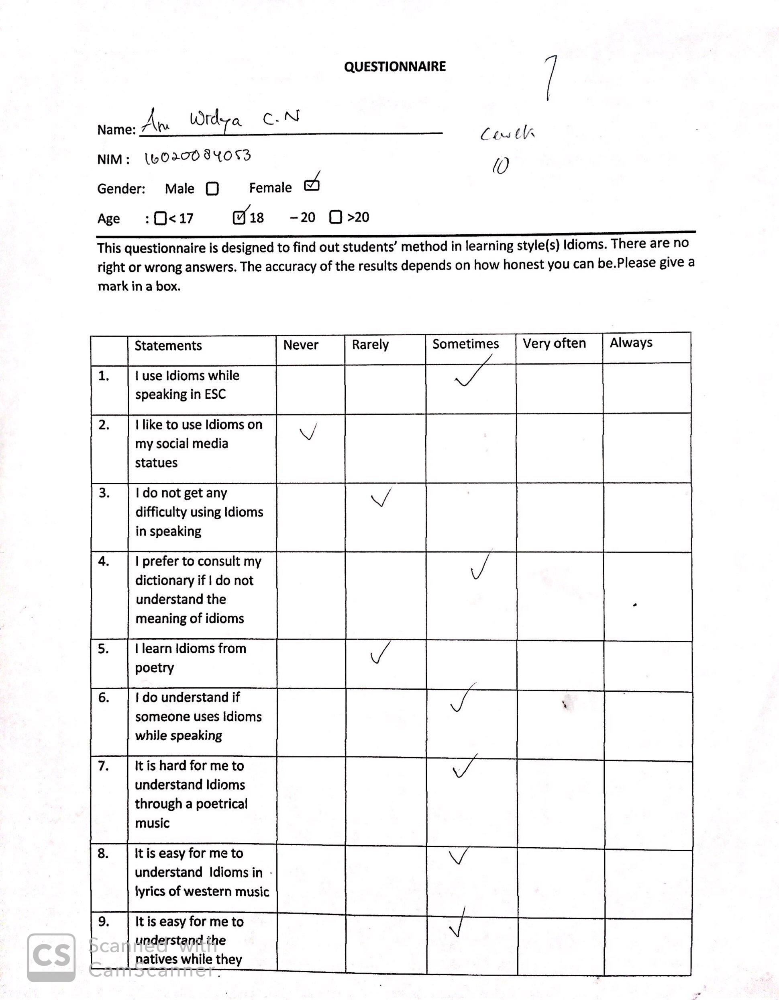 QUESTIONNAIRE
7
Name: Widya C.N
Cewek
NIM : 16020084053
10
Gender: Male ☐ Female ☑
Age : ☐< 17 ☑ 18 – 20 ☐ >20
This questionnaire is designed to find out students’ method in learning style(s) Idioms. There are no
right or wrong answers. The accuracy of the results depends on how honest you can be.Please give a
mark in a box.
Statements Never Rarely Sometimes Very often Always
1. I use Idioms while
speaking in ESC
✓
2. I like to use Idioms on
my social media
statues
✓
3. I do not get any
difficulty using Idioms
in speaking
✓
4. I prefer to consult my
dictionary if I do not
understand the
meaning of idioms
✓
5. I learn Idioms from
poetry
✓
6. I do understand if
someone uses Idioms
while speaking
✓
7. It is hard for me to
understand Idioms
through a poetrical
music
✓
8. It is easy for me to
understand Idioms in
lyrics of western music
✓
9. It is easy for me to
understand the
natives while they
✓
CS
Scanned with
CamScanner